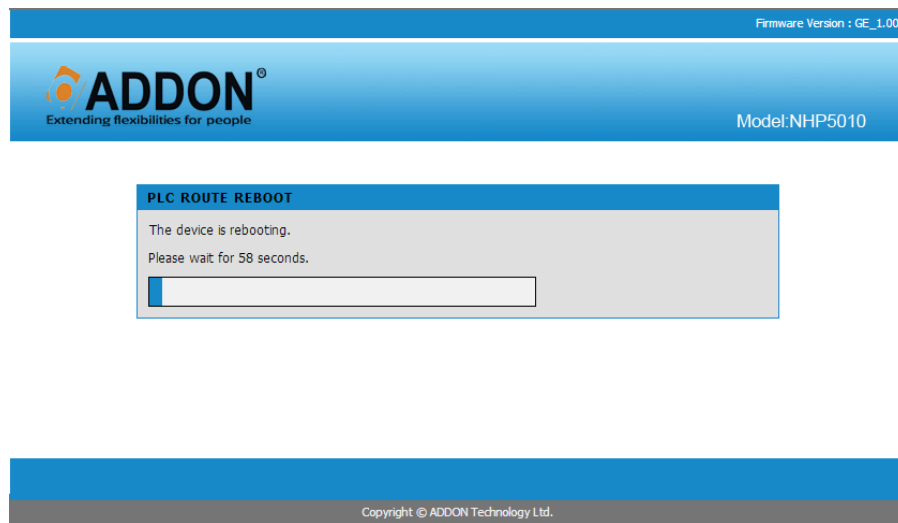 Firmware Version : GE_1.00
ADDON®
Extending flexibilities for people
Model:NHP5010
PLC ROUTE REBOOT
The device is rebooting.
Please wait for 58 seconds.
Copyright © ADDON Technology Ltd.